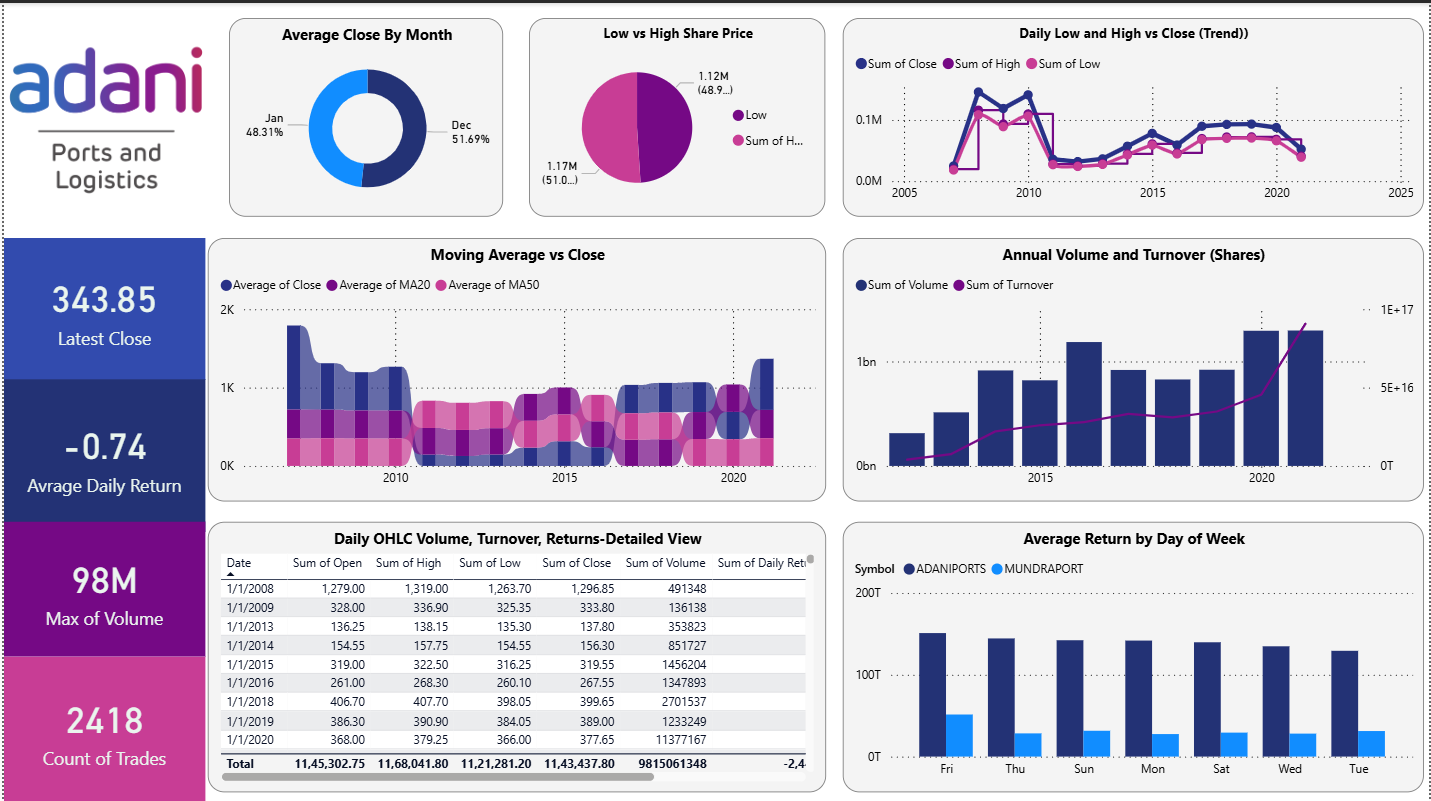 adani
Ports and
Logistics
343.85
Latest Close
-0.74
Avrage Daily Return
98M
Max of Volume
2418
Count of Trades
Average Close By Month
Jan
48.31%
Dec
51.69%
Low vs High Share Price
1.12M
(48.9...)
1.17M
(51.0...)
Low
Sum of H...
Daily Low and High vs Close (Trend))
Sum of Close Sum of High Sum of Low
0.1M
0.0M
2005 2010 2015 2020 2025
Moving Average vs Close
Average of Close Average of MA20 Average of MA50
2K
1K
0K
2010 2015 2020
Annual Volume and Turnover (Shares)
Sum of Volume Sum of Turnover
1bn
0bn
1E+17
5E+16
0T
2015 2020
Daily OHLC Volume, Turnover, Returns-Detailed View
Date Sum of Open Sum of High Sum of Low Sum of Close Sum of Volume Sum of Daily Ret
1/1/2008 1,279.00 1,319.00 1,263.70 1,296.85 491348
1/1/2009 328.00 336.90 325.35 333.80 136138
1/1/2013 136.25 138.15 135.30 137.80 353823
1/1/2014 154.55 157.75 154.55 156.30 851727
1/1/2015 319.00 322.50 316.25 319.55 1456204
1/1/2016 261.00 268.30 260.10 267.55 1347893
1/1/2018 406.70 407.70 398.05 399.65 2701537
1/1/2019 386.30 390.90 384.05 389.00 1233249
1/1/2020 368.00 379.25 366.00 377.65 11377167
Total 11,45,302.75 11,68,041.80 11,21,281.20 11,43,437.80 9815061348 -2,4
Average Return by Day of Week
Symbol ADANIPORTS MUNDRAPORT
200T
100T
0T
Fri Thu Sun Mon Sat Wed Tue